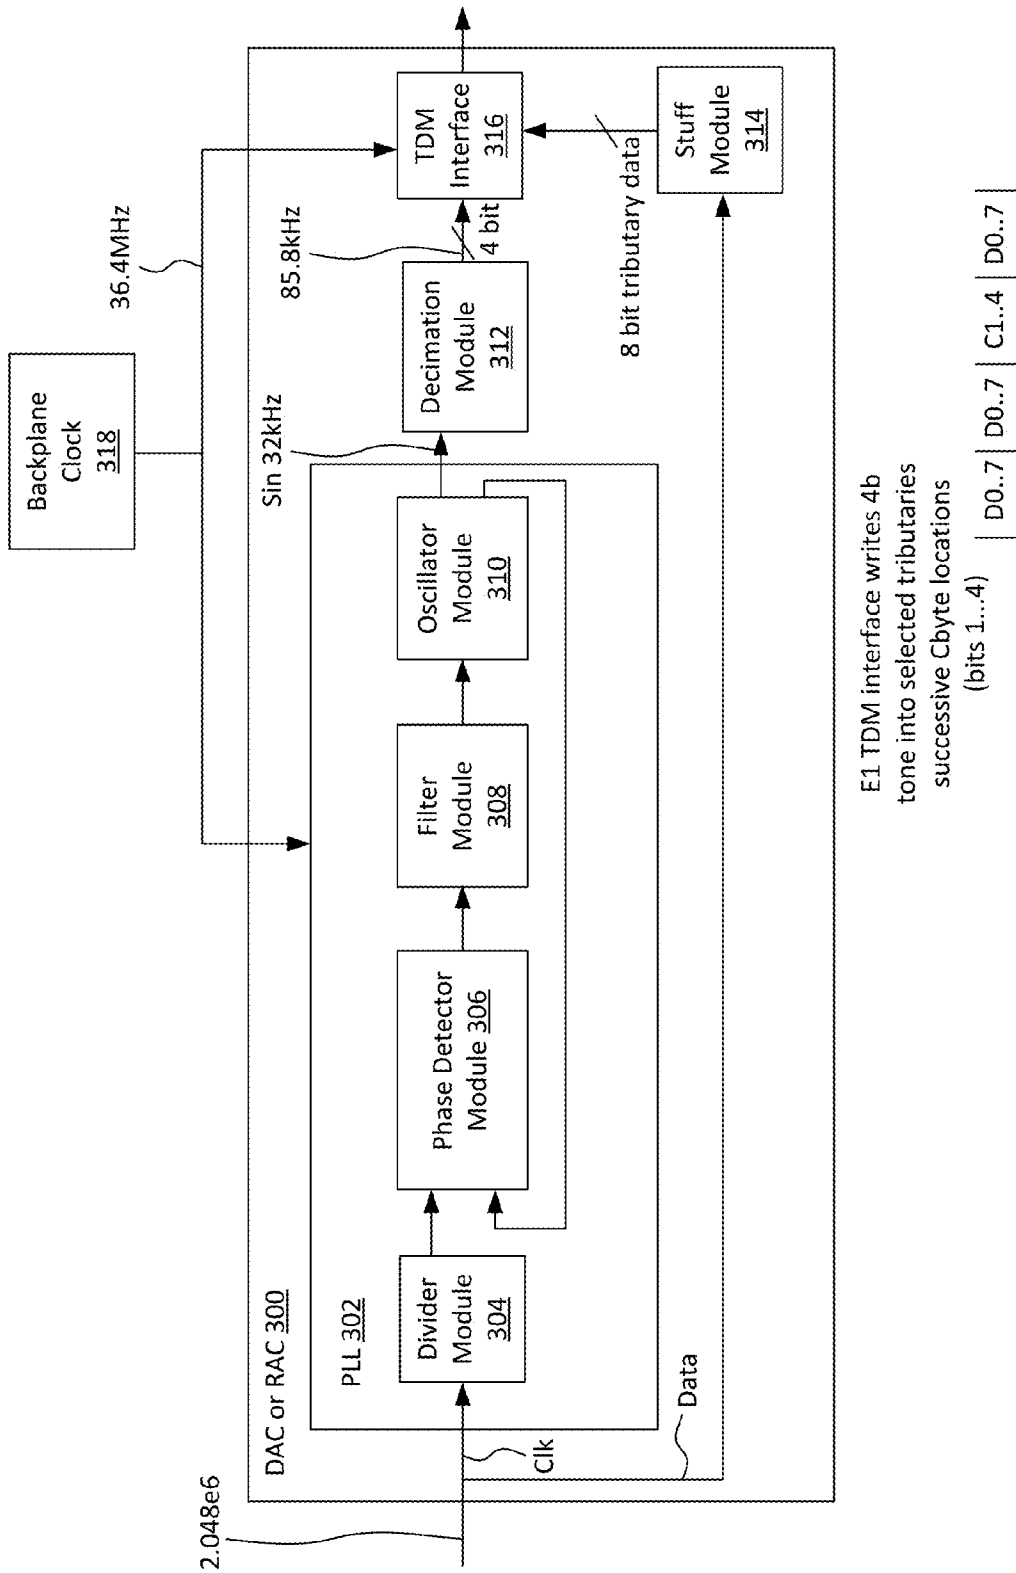 Backplane
Clock
318
36.4MHz
2.048e6
DAC or RAC 300
PLL 302
Clk
Data
Divider
Module
304
Phase Detector
Module 306
Filter
Module
308
Oscillator
Module
310
Sin 32kHz
Decimation
Module
312
85.8kHz
4 bit
TDM
Interface
316
8 bit tributary data
Stuff
Module
314
E1 TDM interface writes 4b
tone into selected tributaries
successive Cbyte locations
(bits 1...4)
D0..7 D0..7 C1..4 D0..7